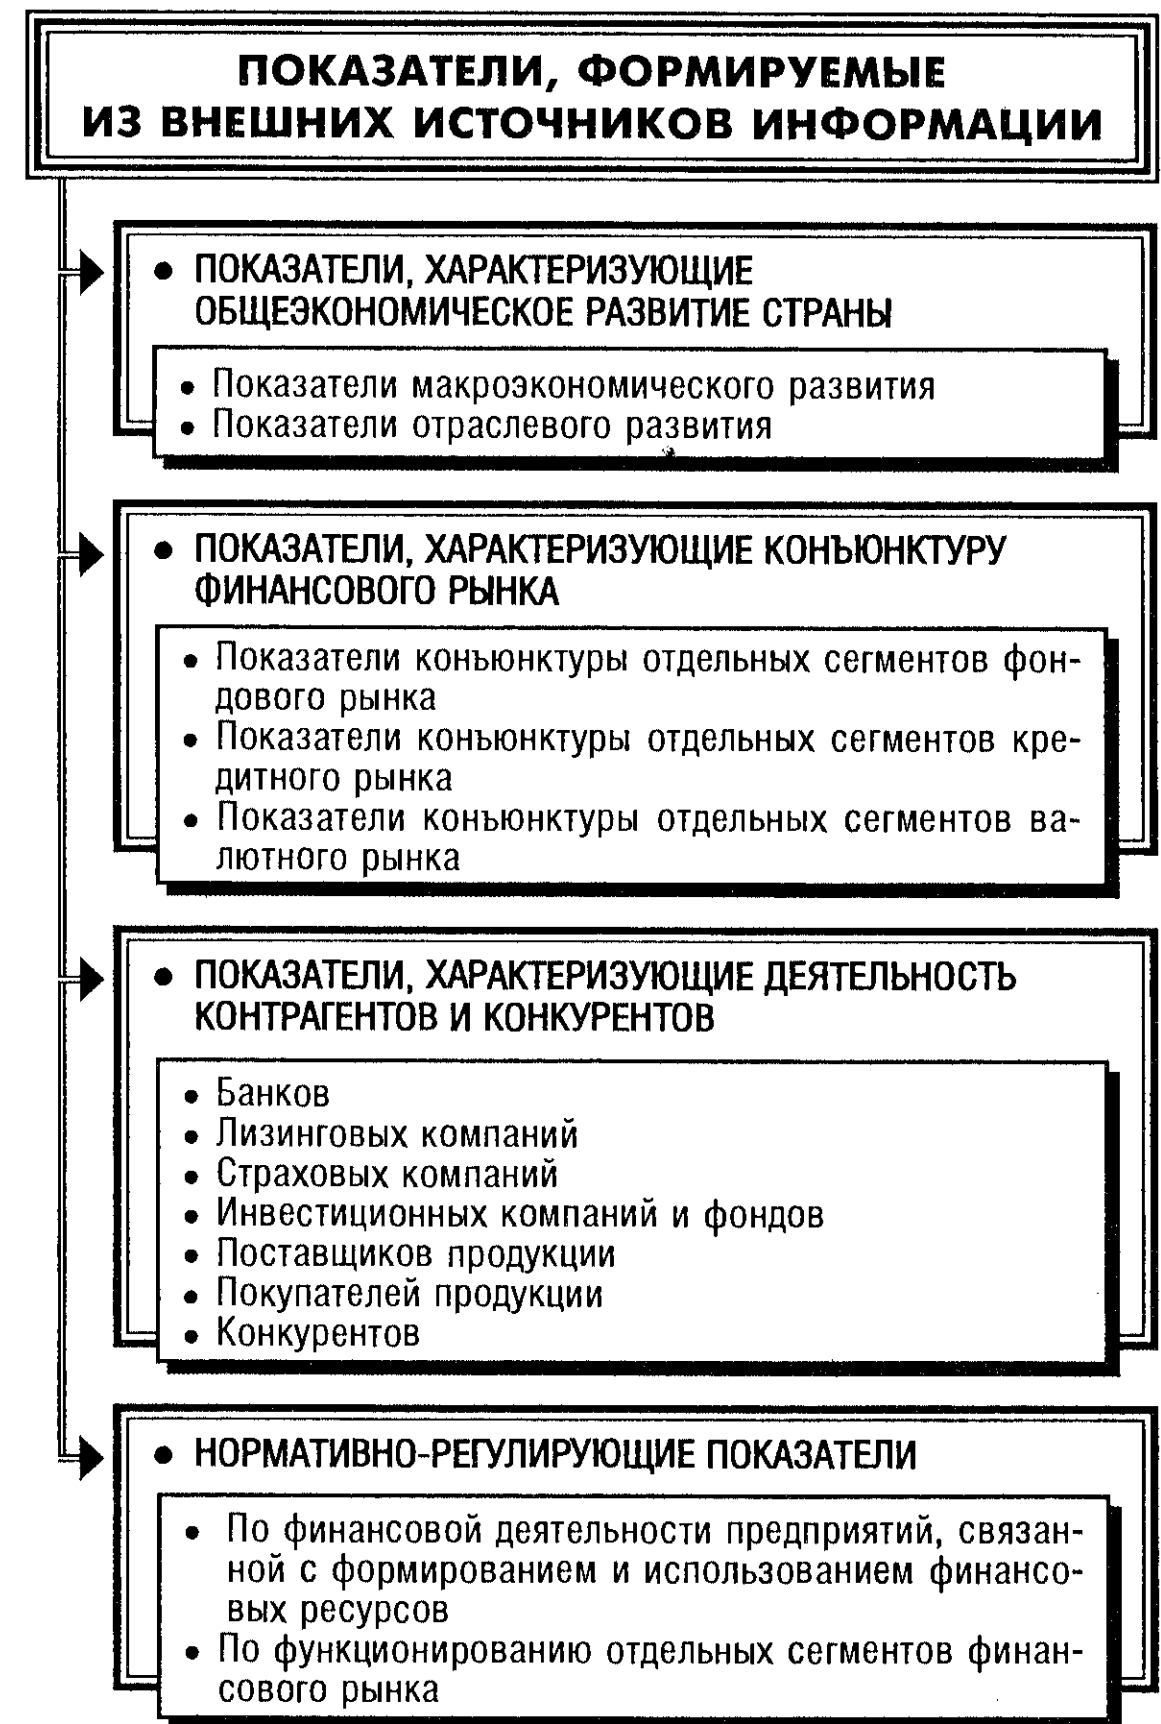 ПОКАЗАТЕЛИ, ФОРМИРУЕМЫЕ
ИЗ ВНЕШНИХ ИСТОЧНИКОВ ИНФОРМАЦИИ
• ПОКАЗАТЕЛИ, ХАРАКТЕРИЗУЮЩИЕ
ОБЩЕЭКОНОМИЧЕСКОЕ РАЗВИТИЕ СТРАНЫ
• Показатели макроэкономического развития
• Показатели отраслевого развития
• ПОКАЗАТЕЛИ, ХАРАКТЕРИЗУЮЩИЕ КОНЪЮНКТУРУ
ФИНАНСОВОГО РЫНКА
• Показатели конъюнктуры отдельных сегментов фон-
дового рынка
• Показатели конъюнктуры отдельных сегментов кре-
дитного рынка
• Показатели конъюнктуры отдельных сегментов ва-
лютного рынка
• ПОКАЗАТЕЛИ, ХАРАКТЕРИЗУЮЩИЕ ДЕЯТЕЛЬНОСТЬ
КОНТРАГЕНТОВ И КОНКУРЕНТОВ
• Банков
• Лизинговых компаний
• Страховых компаний
• Инвестиционных компаний и фондов
• Поставщиков продукции
• Покупателей продукции
• Конкурентов
• НОРМАТИВНО-РЕГУЛИРУЮЩИЕ ПОКАЗАТЕЛИ
• По финансовой деятельности предприятий, связан-
ной с формированием и использованием финансо-
вых ресурсов
• По функционированию отдельных сегментов финан-
сового рынка